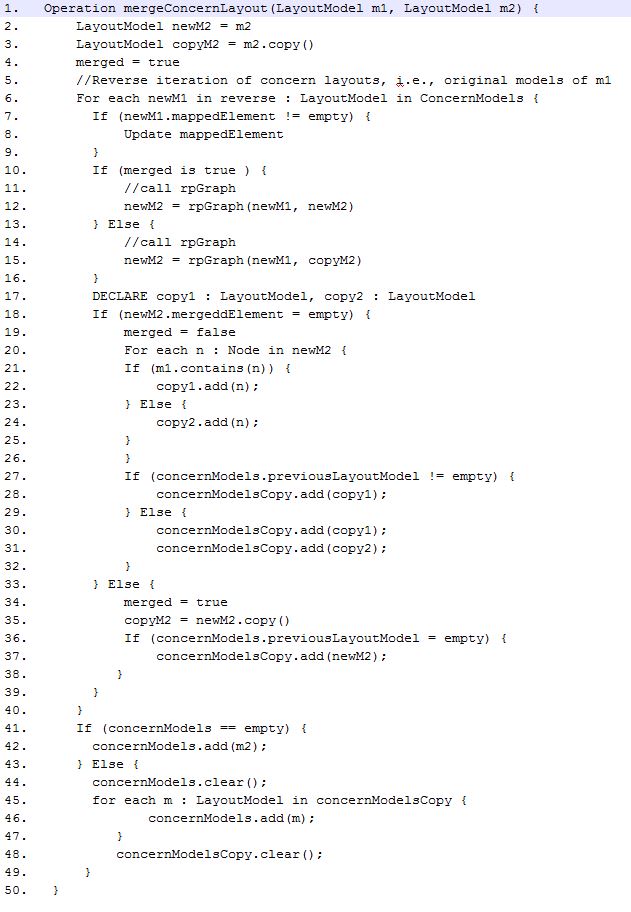 1. Operation mergeConcernLayout(LayoutModel m1, LayoutModel m2) {
2. LayoutModel newM2 = m2
3. LayoutModel copyM2 = m2.copy()
4. merged = true
5. //Reverse iteration of concern layouts, i.e., original models of m1
6. For each newM1 in reverse : LayoutModel in ConcernModels {
7. If (newM1.mappedElement != empty) {
8. Update mappedElement
9. }
10. If (merged is true ) {
11. //call rpGraph
12. newM2 = rpGraph(newM1, newM2)
13. } Else {
14. //call rpGraph
15. newM2 = rpGraph(newM1, copyM2)
16. }
17. DECLARE copy1 : LayoutModel, copy2 : LayoutModel
18. If (newM2.mergeddElement = empty) {
19. merged = false
20. For each n : Node in newM2 {
21. If (m1.contains(n)) {
22. copy1.add(n);
23. } Else {
24. copy2.add(n);
25. }
26. }
27. If (concernModels.previousLayoutModel != empty) {
28. concernModelsCopy.add(copy1);
29. } Else {
30. concernModelsCopy.add(copy1);
31. concernModelsCopy.add(copy2);
32. }
33. } Else {
34. merged = true
35. copyM2 = newM2.copy()
36. If (concernModels.previousLayoutModel = empty) {
37. concernModelsCopy.add(newM2);
38. }
39. }
40. }
41. If (concernModels == empty) {
42. concernModels.add(m2);
43. } Else {
44. concernModels.clear();
45. for each m : LayoutModel in concernModelsCopy {
46. concernModels.add(m);
47. }
48. concernModelsCopy.clear();
49. }
50. }